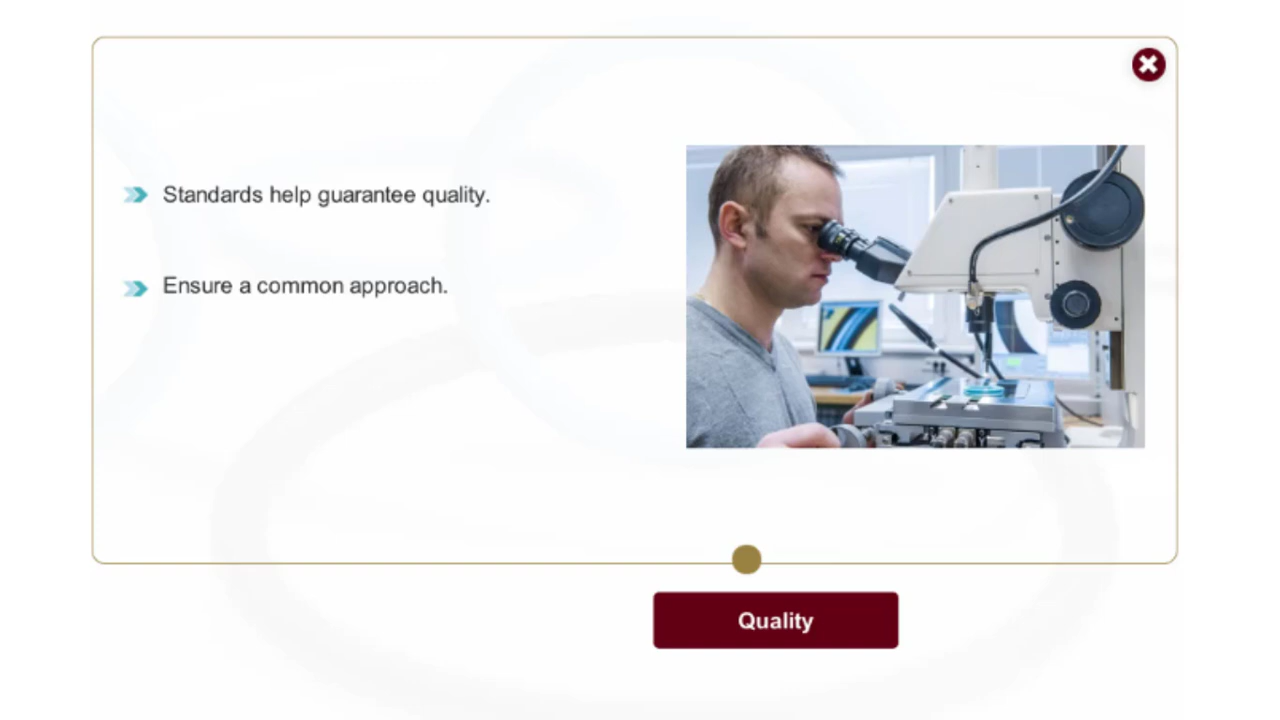 Standards help guarantee quality.
Ensure a common approach.
Quality